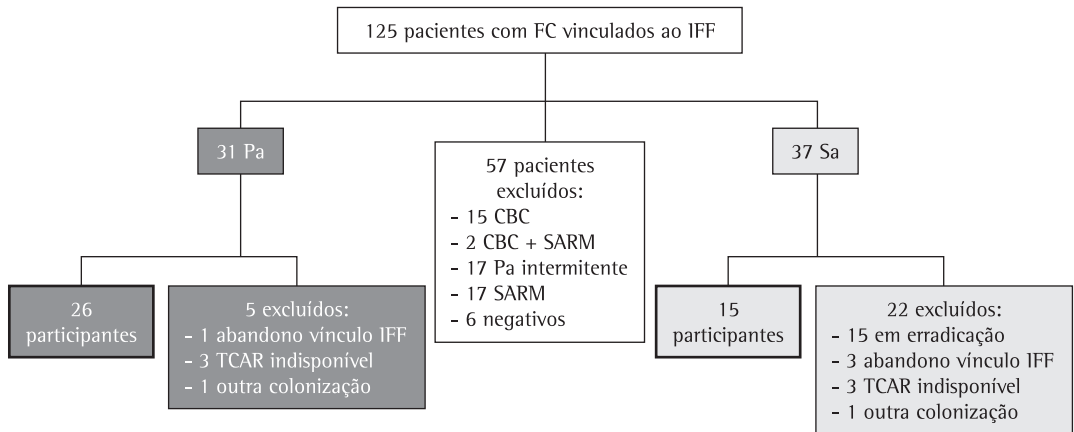 125 pacientes com FC vinculados ao IFF
31 Pa
57 pacientes
excluídos:
- 15 CBC
- 2 CBC + SARM
- 17 Pa intermitente
- 17 SARM
- 6 negativos
37 Sa
26
participantes
5 excluídos:
- 1 abandono vínculo IFF
- 3 TCAR indisponível
- 1 outra colonização
15
participantes
22 excluídos:
- 15 em erradicação
- 3 abandono vínculo IFF
- 3 TCAR indisponível
- 1 outra colonização